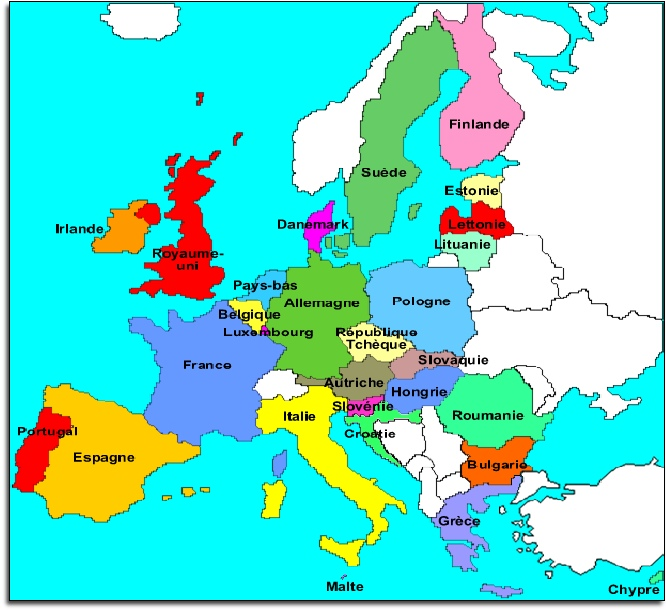 Finlande
Suède
Estonie
Lettonie
Lituanie
Danemark
Irlande
Royaume-
uni
Pays-bas
Belgique
Luxembourg
Allemagne
Pologne
République
Tchèque
Slovaquie
France
Autriche
Hongrie
Slovénie
Italie
Roumanie
Croatie
Portugal
Espagne
Bulgarie
Grèce
Malte
Chypre